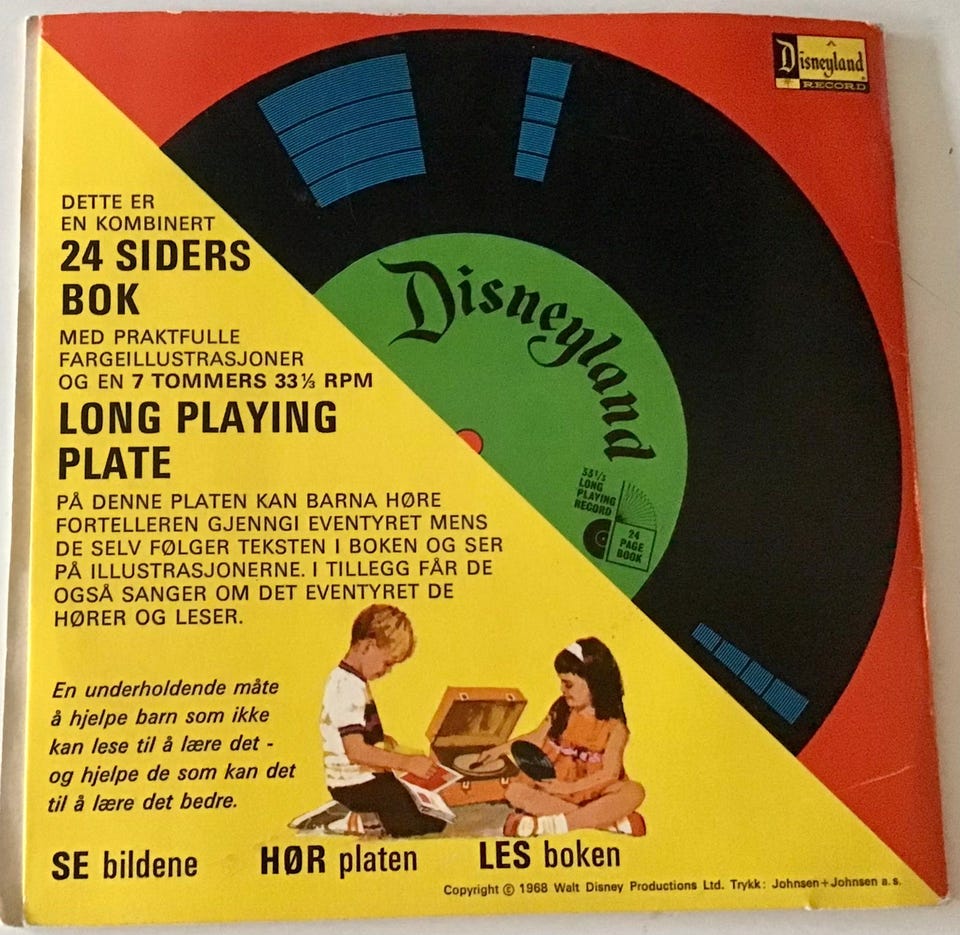 Disneyland
RECORD
DETTE ER
EN KOMBINERT
24 SIDERS
BOK
MED PRAKTFULLE
FARGEILLUSTRASJONER
OG EN 7 TOMMERS 33⅓ RPM
LONG PLAYING
PLATE
PÅ DENNE PLATEN KAN BARNA HØRE
FORTELLEREN GJENNGI EVENTYRET MENS
DE SELV FØLGER TEKSTEN I BOKEN OG SER
PÅ ILLUSTRASJONERNE. I TILLEGG FÅR DE
OGSÅ SANGER OM DET EVENTYRET DE
HØRER OG LESER.
Disneyland
33⅓
LONG
PLAYING
RECORD
24
PAGE
BOOK
En underholdende måte
å hjelpe barn som ikke
kan lese til å lære det -
og hjelpe de som kan det
til å lære det bedre.
SE bildene HØR platen LES boken
Copyright © 1968 Walt Disney Productions Ltd. Trykk: Johnsen+Johnsen a.s.